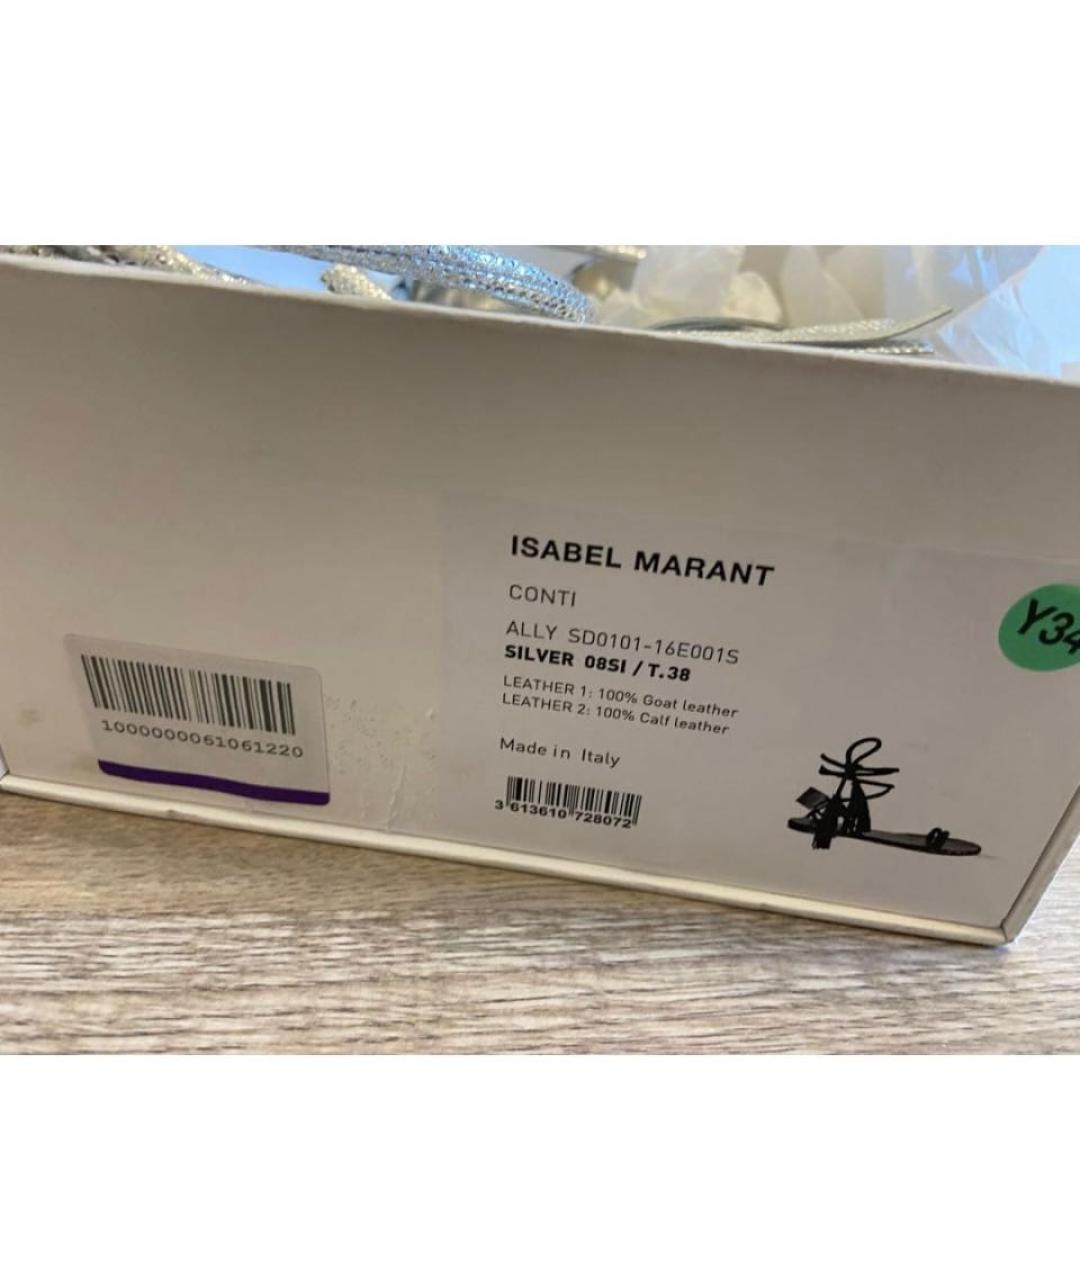 ISABEL MARANT
CONTI
ALLY SD0101-16E001S
SILVER 08SI / T.38
LEATHER 1: 100% Goat leather
LEATHER 2: 100% Calf leather
Made in Italy
3 613610 728072
1000000061061220
Y34